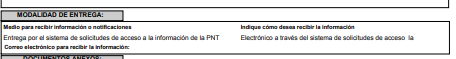 MODALIDAD DE ENTREGA:
Medio para recibir información o notificaciones Indique cómo desea recibir la información
Entrega por el sistema de solicitudes de acceso a la información de la PNT Electrónico a través del sistema de solicitudes de acceso la
Correo electrónico para recibir la información:
DOCUMENTOS ANEXOS: